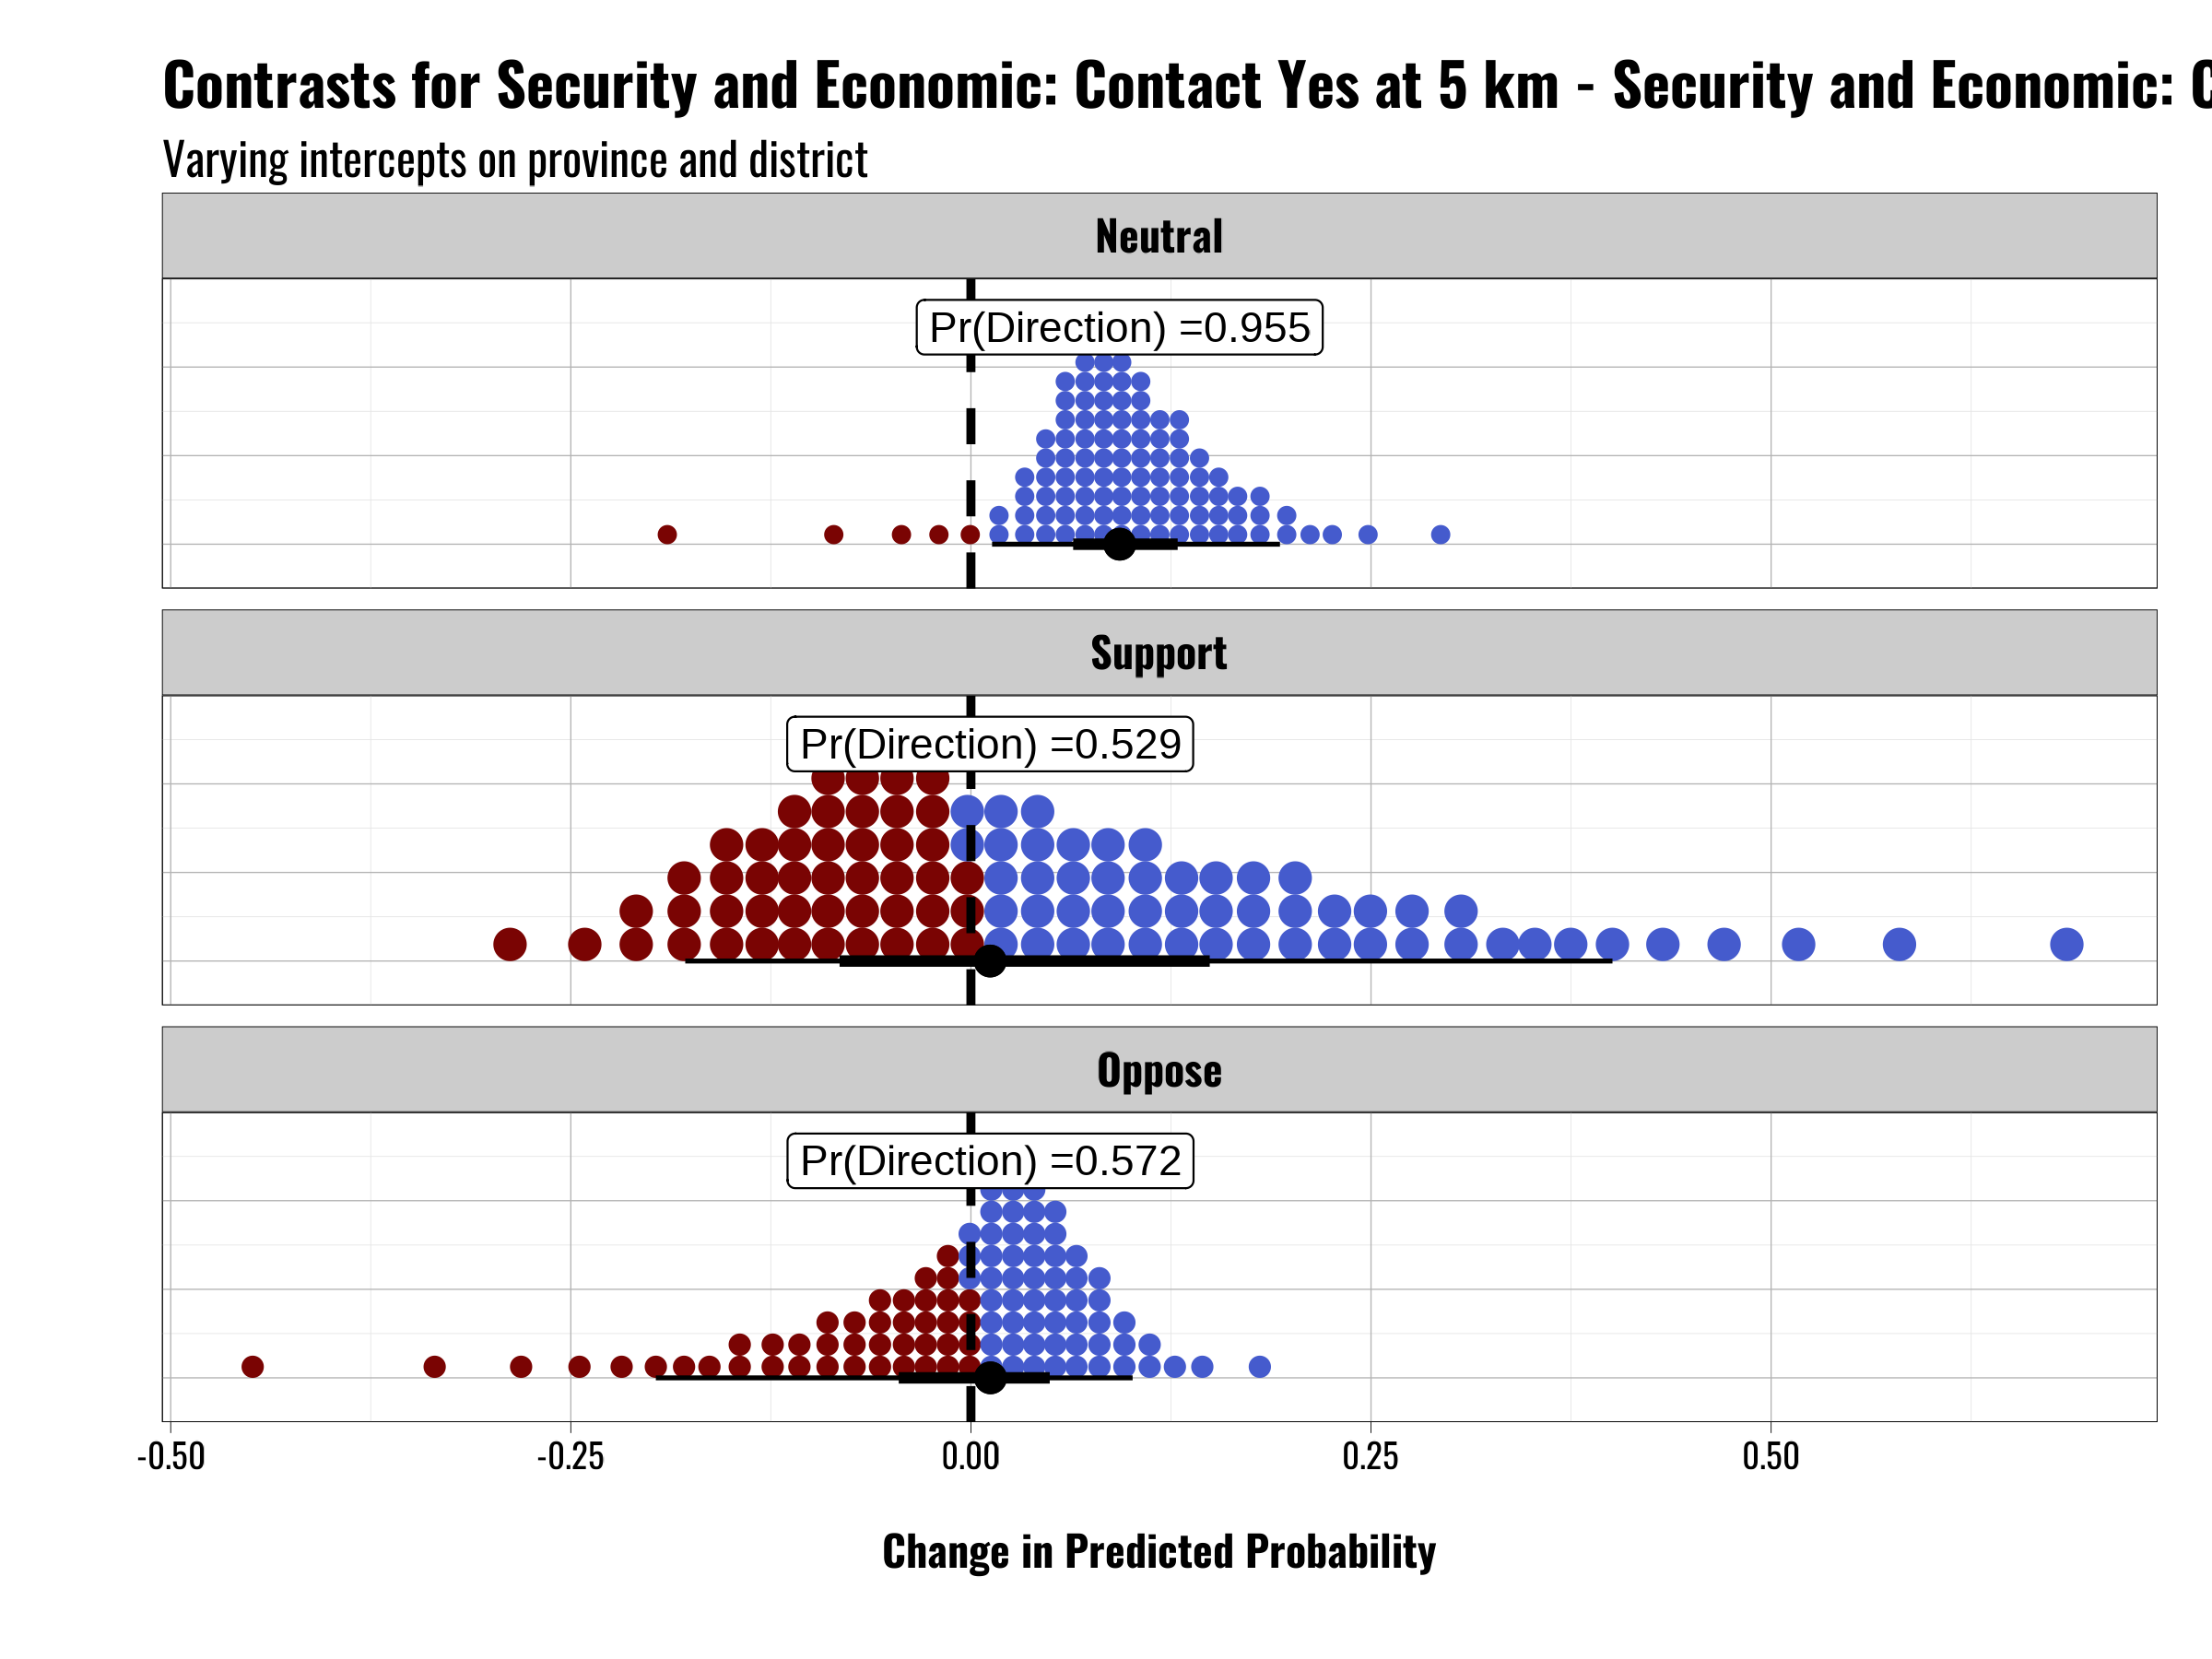 Contrasts for Security and Economic: Contact Yes at 5 km - Security and Economic:
Varying intercepts on province and district
Neutral
Pr(Direction) =0.955
Support
Pr(Direction) =0.529
Oppose
Pr(Direction) =0.572
-0.50 -0.25 0.00 0.25 0.50
Change in Predicted Probability